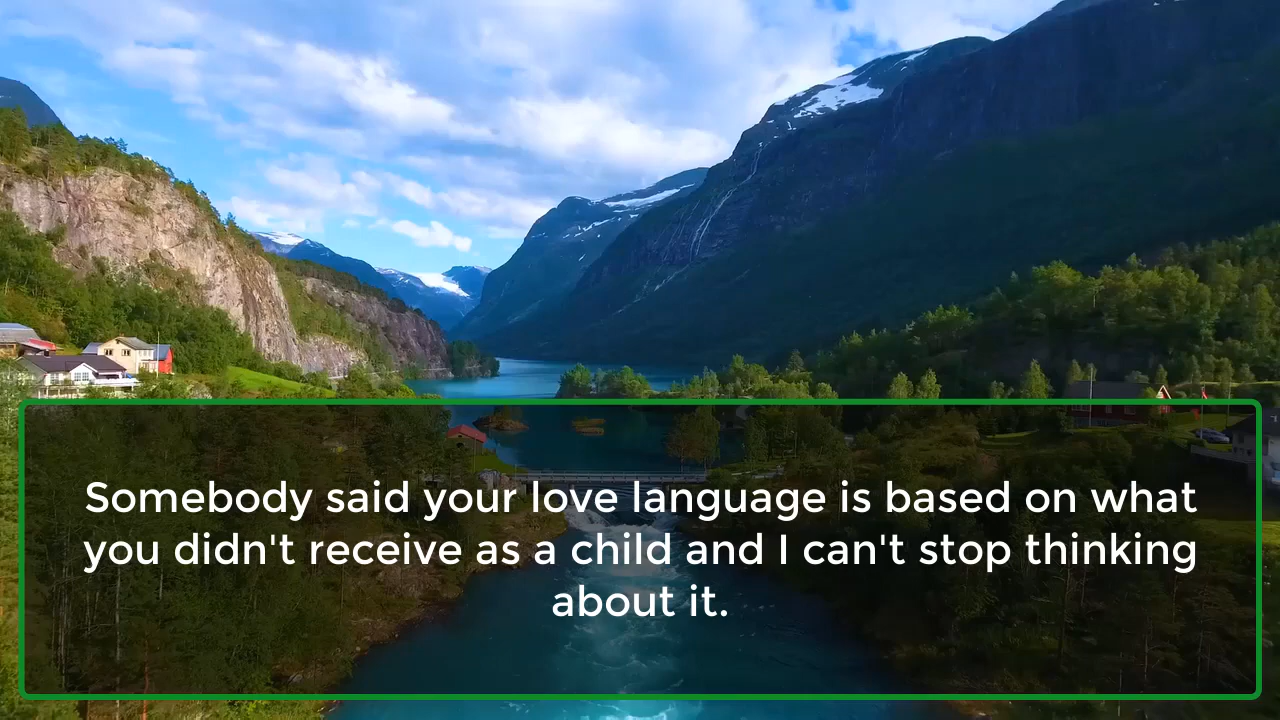 Somebody said your love language is based on what
you didn't receive as a child and I can't stop thinking
about it.